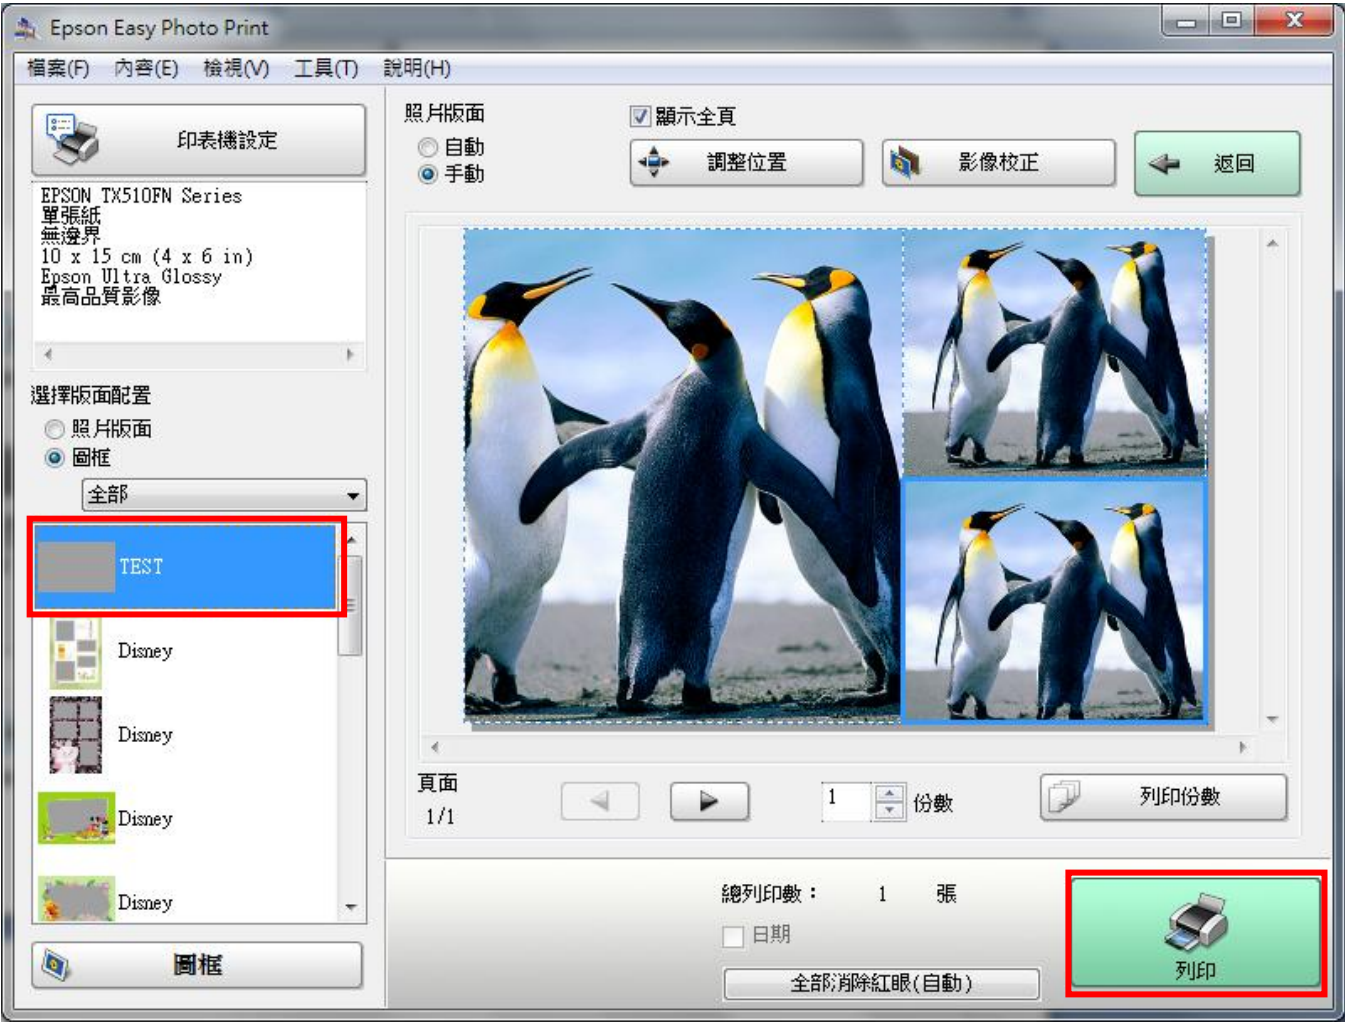 Epson Easy Photo Print
檔案(F) 內容(E) 檢視(V) 工具(T) 說明(H)
印表機設定
EPSON TX510FN Series
單張紙
無邊界
10 x 15 cm (4 x 6 in)
Epson Ultra Glossy
最高品質影像
選擇版面配置
照片版面
圖框
全部
TEST
Disney
Disney
Disney
Disney
圖框
照片版面
自動
手動
顯示全頁
調整位置
影像校正
返回
頁面
1/1
1 份數
列印份數
總列印數： 1 張
日期
全部消除紅眼(自動)
列印